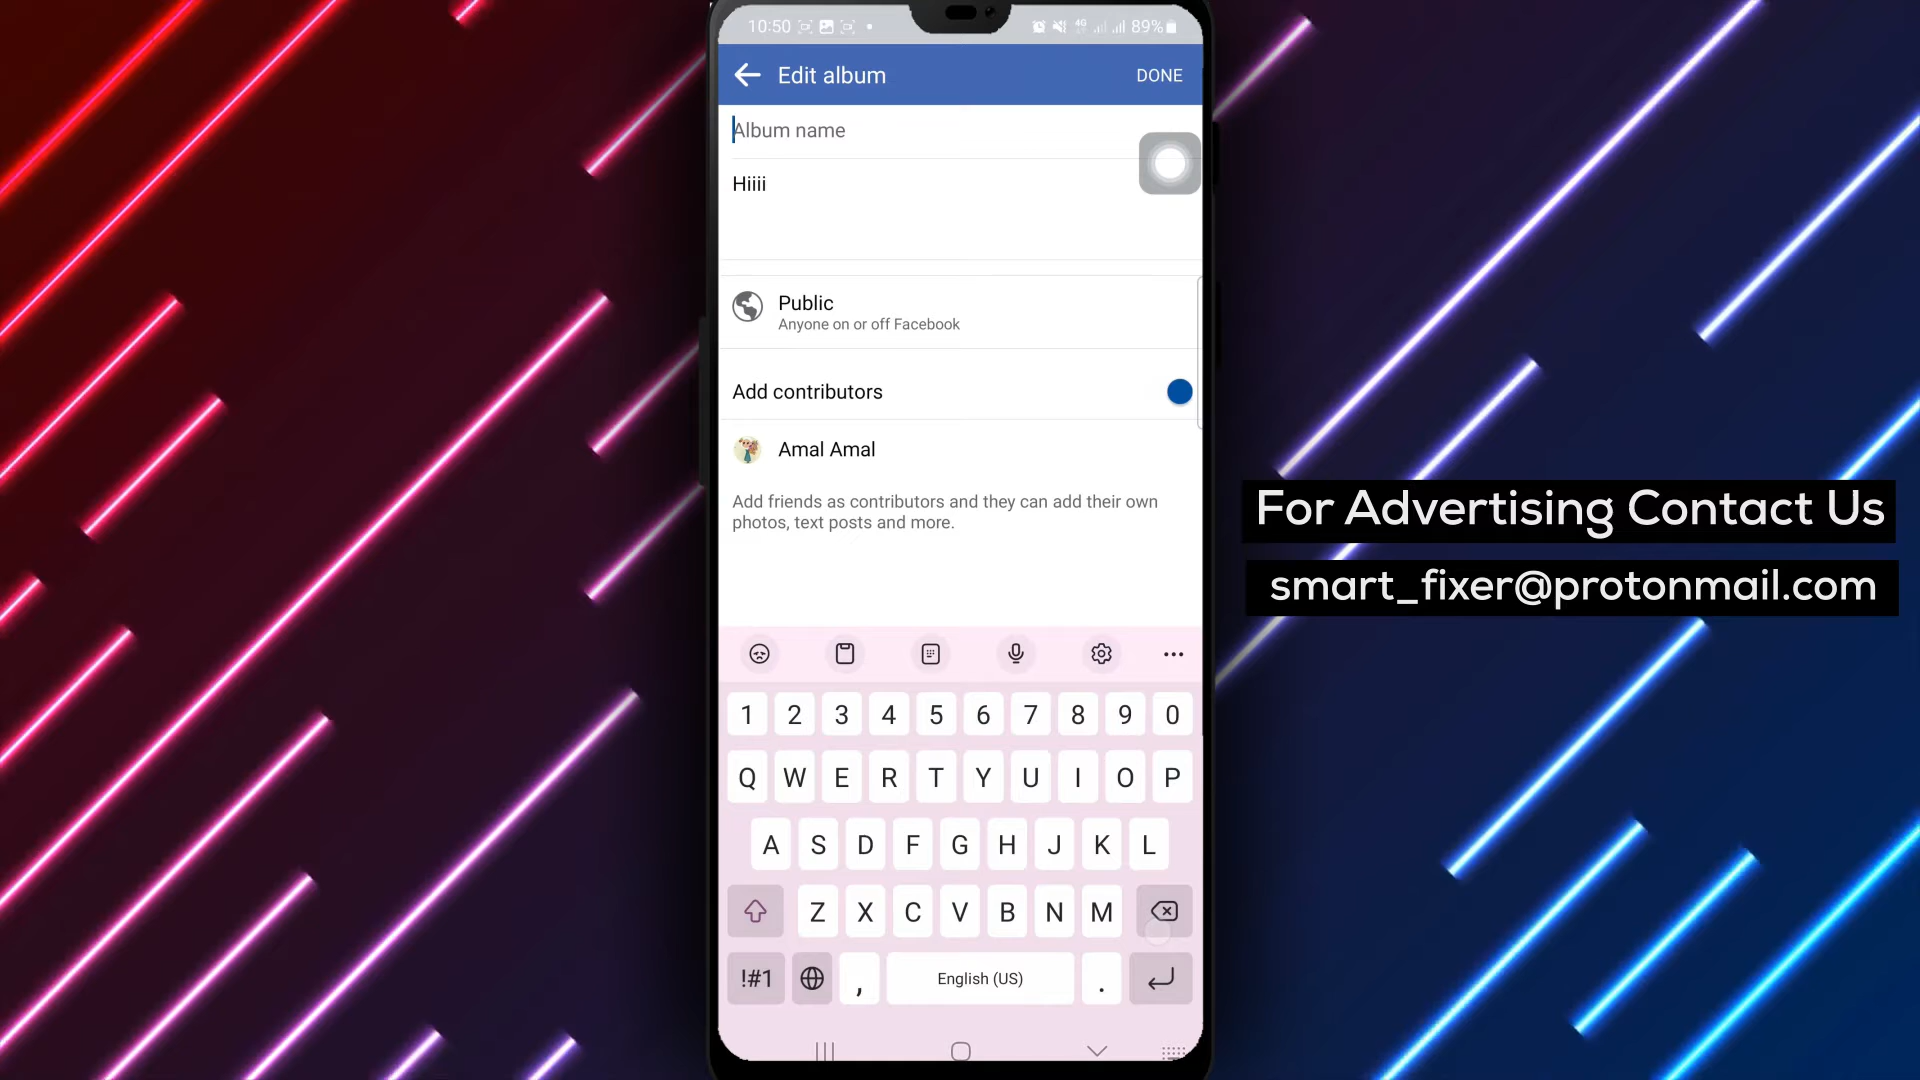 10:50
4G
89%
Edit album
DONE
Album name
Hiiii
Public
Anyone on or off Facebook
Add contributors
Amal Amal
Add friends as contributors and they can add their own
photos, text posts and more.
For Advertising Contact Us
smart_fixer@protonmail.com
1 2 3 4 5 6 7 8 9 0
Q W E R T Y U I O P
A S D F G H J K L
Z X C V B N M
!#1 , English (US) .